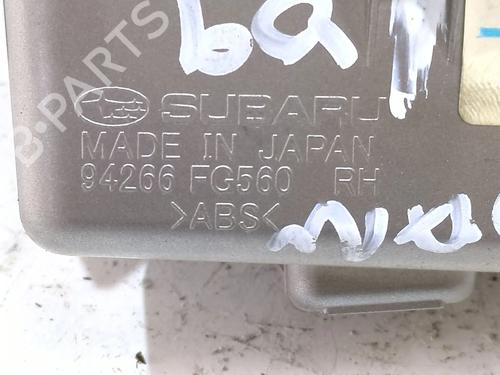 B-PARTS
SUBARU
MADE IN JAPAN
94266 FG560 RH
>ABS<